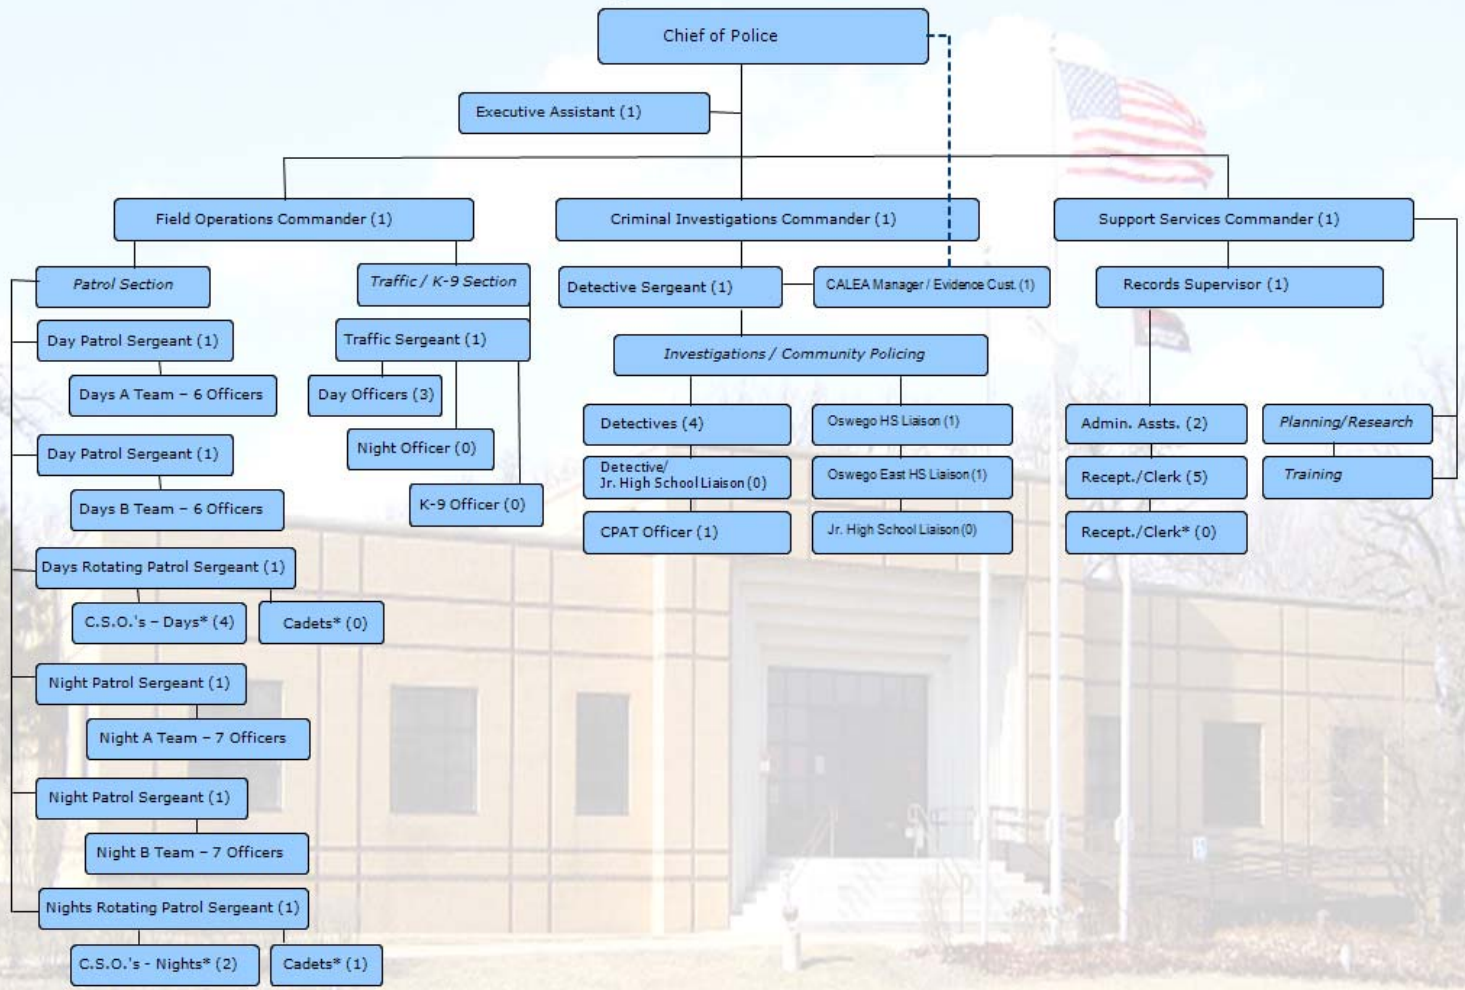 Chief of Police
Executive Assistant (1)
Field Operations Commander (1)
Criminal Investigations Commander (1)
Support Services Commander (1)
Patrol Section
Traffic / K-9 Section
Detective Sergeant (1)
CALEA Manager / Evidence Cust. (1)
Records Supervisor (1)
Day Patrol Sergeant (1)
Days A Team – 6 Officers
Day Patrol Sergeant (1)
Days B Team – 6 Officers
Days Rotating Patrol Sergeant (1)
C.S.O.'s – Days* (4)
Cadets* (0)
Night Patrol Sergeant (1)
Night A Team – 7 Officers
Night Patrol Sergeant (1)
Night B Team – 7 Officers
Nights Rotating Patrol Sergeant (1)
C.S.O.'s - Nights* (2)
Cadets* (1)
Traffic Sergeant (1)
Day Officers (3)
Night Officer (0)
K-9 Officer (0)
Investigations / Community Policing
Detectives (4)
Detective/
Jr. High School Liaison (0)
CPAT Officer (1)
Oswego HS Liaison (1)
Oswego East HS Liaison (1)
Jr. High School Liaison (0)
Admin. Assts. (2)
Recept./Clerk (5)
Recept./Clerk* (0)
Planning/Research
Training